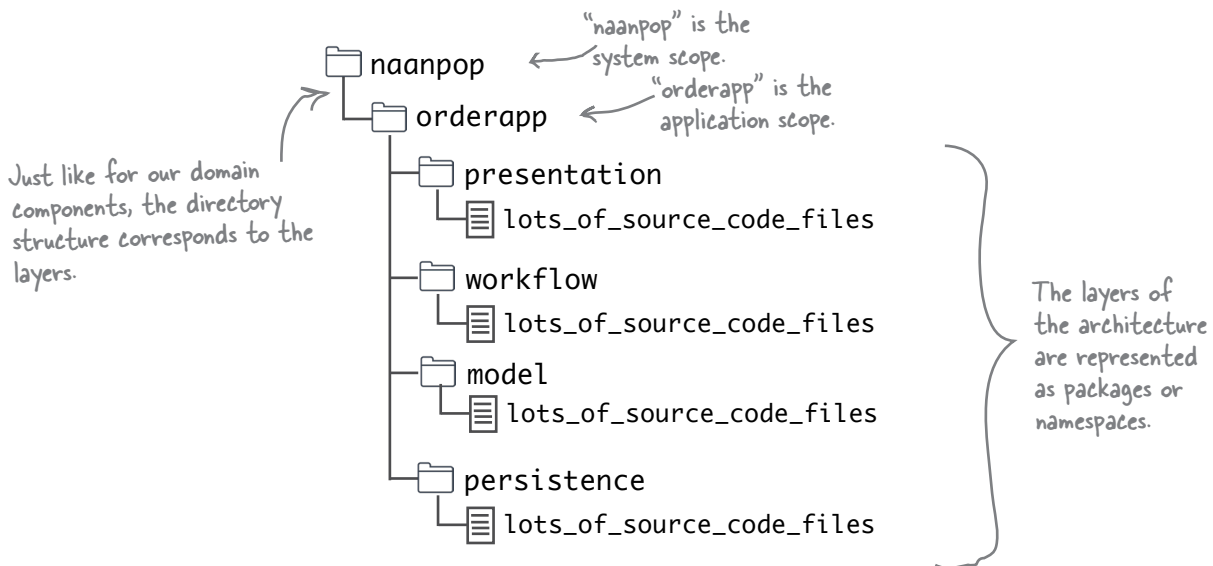 “naanpop” is the
system scope.
naanpop
“orderapp” is the
application scope.
orderapp
Just like for our domain
components, the directory
structure corresponds to the
layers.
presentation
lots_of_source_code_files
workflow
lots_of_source_code_files
model
lots_of_source_code_files
persistence
lots_of_source_code_files
The layers of
the architecture
are represented
as packages or
namespaces.